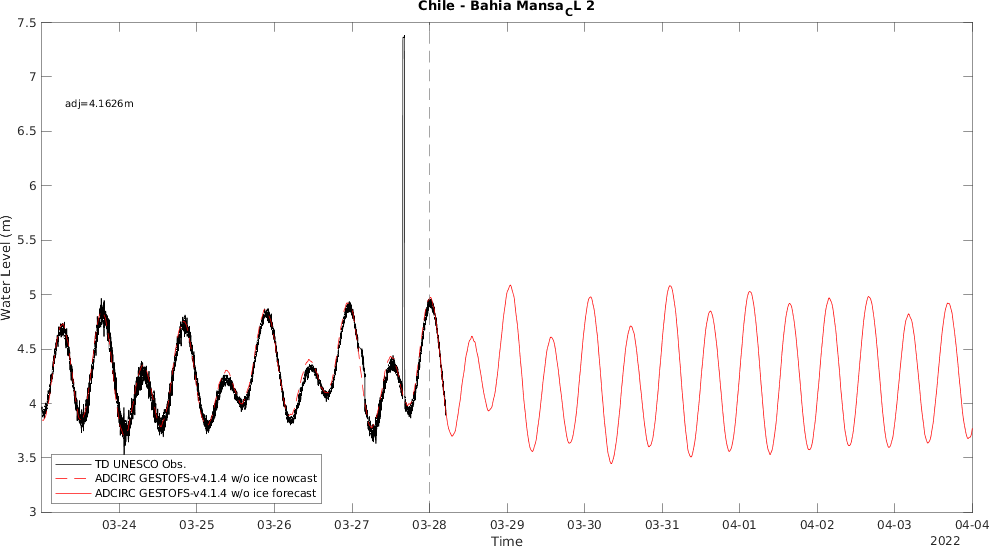 Chile - Bahia MansaCL 2
7.5
7
6.5
6
5.5
5
4.5
4
3.5
3
Water Level (m)
adj=4.1626m
TD UNESCO Obs.
ADCIRC GESTOFS-v4.1.4 w/o ice nowcast
ADCIRC GESTOFS-v4.1.4 w/o ice forecast
03-24 03-25 03-26 03-27 03-28 03-29 03-30 03-31 04-01 04-02 04-03 04-04
Time
2022